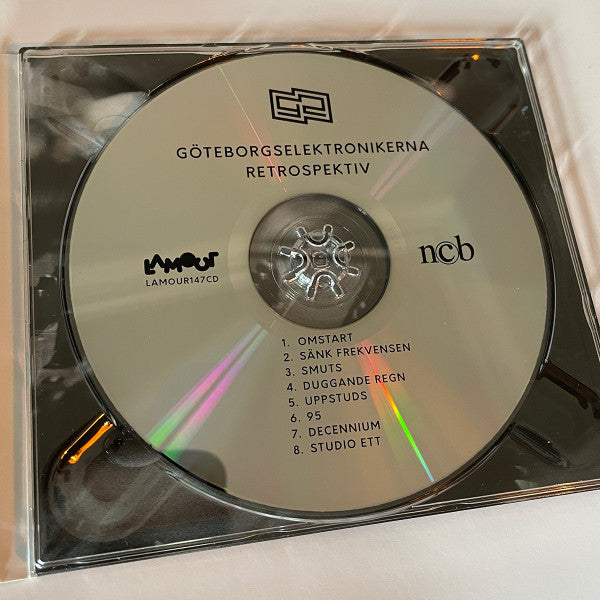 GÖTEBORGSELEKTRONIKERNA
RETROSPEKTIV
LAMOUR
LAMOUR147CD
ncb
1. OMSTART
2. SÄNK FREKVENSEN
3. SMUTS
4. DUGGANDE REGN
5. UPPSTUDS
6. 95
7. DECENNIUM
8. STUDIO ETT